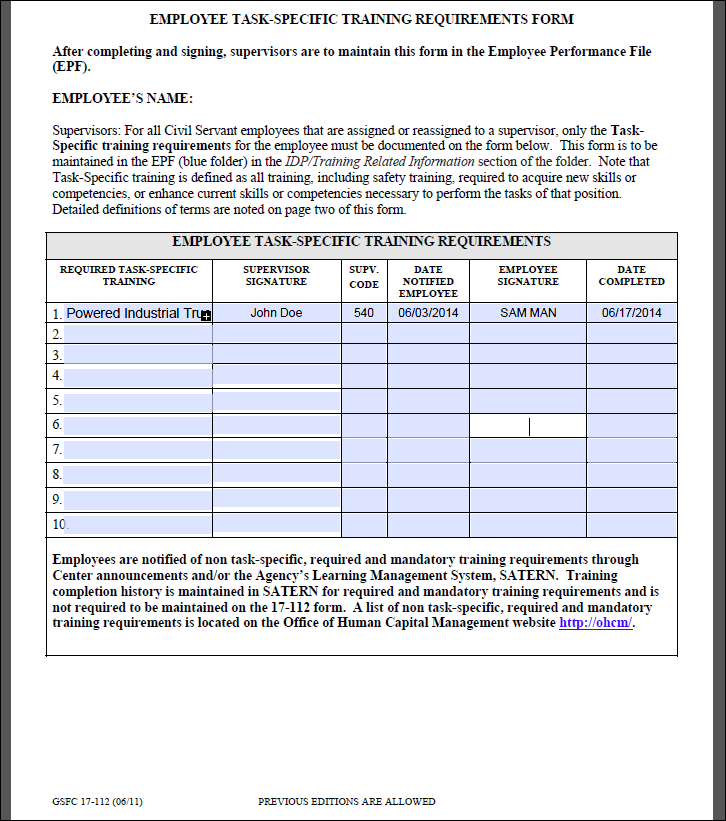 EMPLOYEE TASK-SPECIFIC TRAINING REQUIREMENTS FORM
After completing and signing, supervisors are to maintain this form in the Employee Performance File
(EPF).
EMPLOYEE'S NAME:
Supervisors: For all Civil Servant employees that are assigned or reassigned to a supervisor, only the Task-
Specific training requirements for the employee must be documented on the form below. This form is to be
maintained in the EPF (blue folder) in the IDP/Training Related Information section of the folder. Note that
Task-Specific training is defined as all training, including safety training, required to acquire new skills or
competencies, or enhance current skills or competencies necessary to perform the tasks of that position.
Detailed definitions of terms are noted on page two of this form.
EMPLOYEE TASK-SPECIFIC TRAINING REQUIREMENTS
REQUIRED TASK-SPECIFIC TRAINING SUPERVISOR SIGNATURE SUPV. CODE DATE NOTIFIED EMPLOYEE EMPLOYEE SIGNATURE DATE COMPLETED
1. Powered Industrial John Doe 540 06/03/2014 SAM MAN 06/17/2014
2.
3.
4.
5.
6.
7.
8.
9.
10.
Employees are notified of non task-specific, required and mandatory training requirements through
Center announcements and/or the Agency's Learning Management System, SATERN. Training
completion history is maintained in SATERN for required and mandatory training requirements and is
not required to be maintained on the 17-112 form. A list of non task-specific, required and mandatory
training requirements is located on the Office of Human Capital Management website http://ohcm/.
GSFC 17-112 (06/11) PREVIOUS EDITIONS ARE ALLOWED